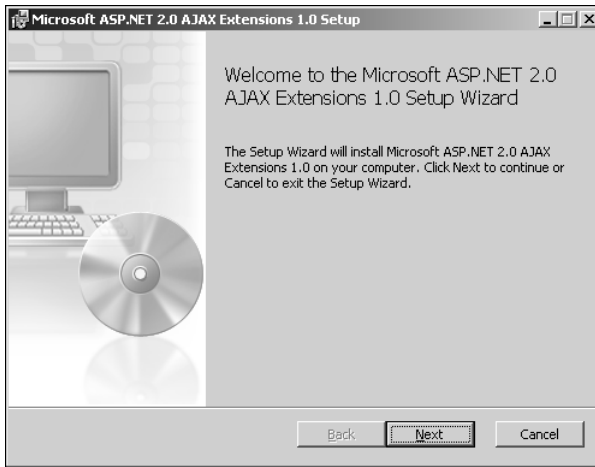 Microsoft ASP.NET 2.0 AJAX Extensions 1.0 Setup
Welcome to the Microsoft ASP.NET 2.0
AJAX Extensions 1.0 Setup Wizard
The Setup Wizard will install Microsoft ASP.NET 2.0 AJAX
Extensions 1.0 on your computer. Click Next to continue or
Cancel to exit the Setup Wizard.
Back Next Cancel